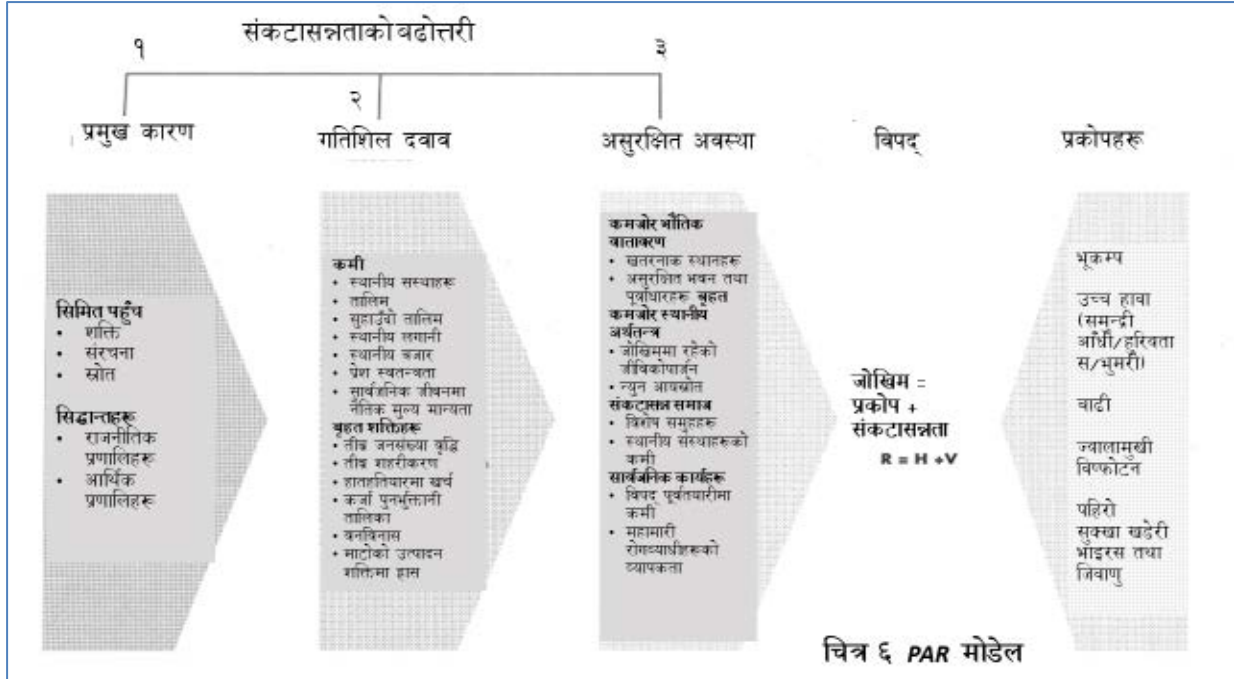 संकटासन्नताको बढोत्तरी
१
२
३
प्रमुख कारण
गतिशिल दवाव
असुरक्षित अवस्था
बिपद्
प्रकोपहरू
सिमित पहुँच
• शक्ति
• संरचना
• स्रोत
सिद्धान्तहरू
• राजनीतिक
प्रणालिहरू
• आर्थिक
प्रणालिहरू
कमी
• स्थानीय सस्थाहरू
• तालिम
• सुहाउँदो तालिम
• स्थानीय लगानी
• स्थानीय बजार
• प्रेश स्वतन्त्रता
• सार्वजनिक जीवनमा
नैतिक मुल्य मान्यता
बृहत शक्तिहरू
• तीब्र जनसंख्या बृद्धि
• तीब्र शहरीकरण
• हातहतियारमा खर्च
• कर्जा पुनर्भुक्तानी
तालिका
• वनविनास
• माटोको उत्पादन
शक्तिमा ह्रास
कमजोर भौतिक
वातावरण
• खतरनाक स्थानहरू
• असुरक्षित भवन तथा
पूर्वाधारहरू बृहत
कमजोर स्थानीय
अर्थतन्त्र
• जोखिममा रहेको
जीविकोपार्जन
• न्युन आयस्रोत
संकटासन्न समाज
• विशेष समुहहरू
• स्थानीय संस्थाहरूको
कमी
सार्वजनिक कार्यहरू
• विपद पूर्वतयारीमा
कमी
• महामारी
रोगव्याधीहरूको
व्यापकता
जोखिम =
प्रकोप +
संकटासन्नता
R = H +V
भूकम्प
उच्च हावा
(समुन्द्री
आँधी/हरिवता
स/भुमरी)
बाढी
ज्वालामुखी
विष्फोटन
पहिरो
सुक्खा खडेरी
भाइरस तथा
जिवाणु
चित्र ६ PAR मोडेल